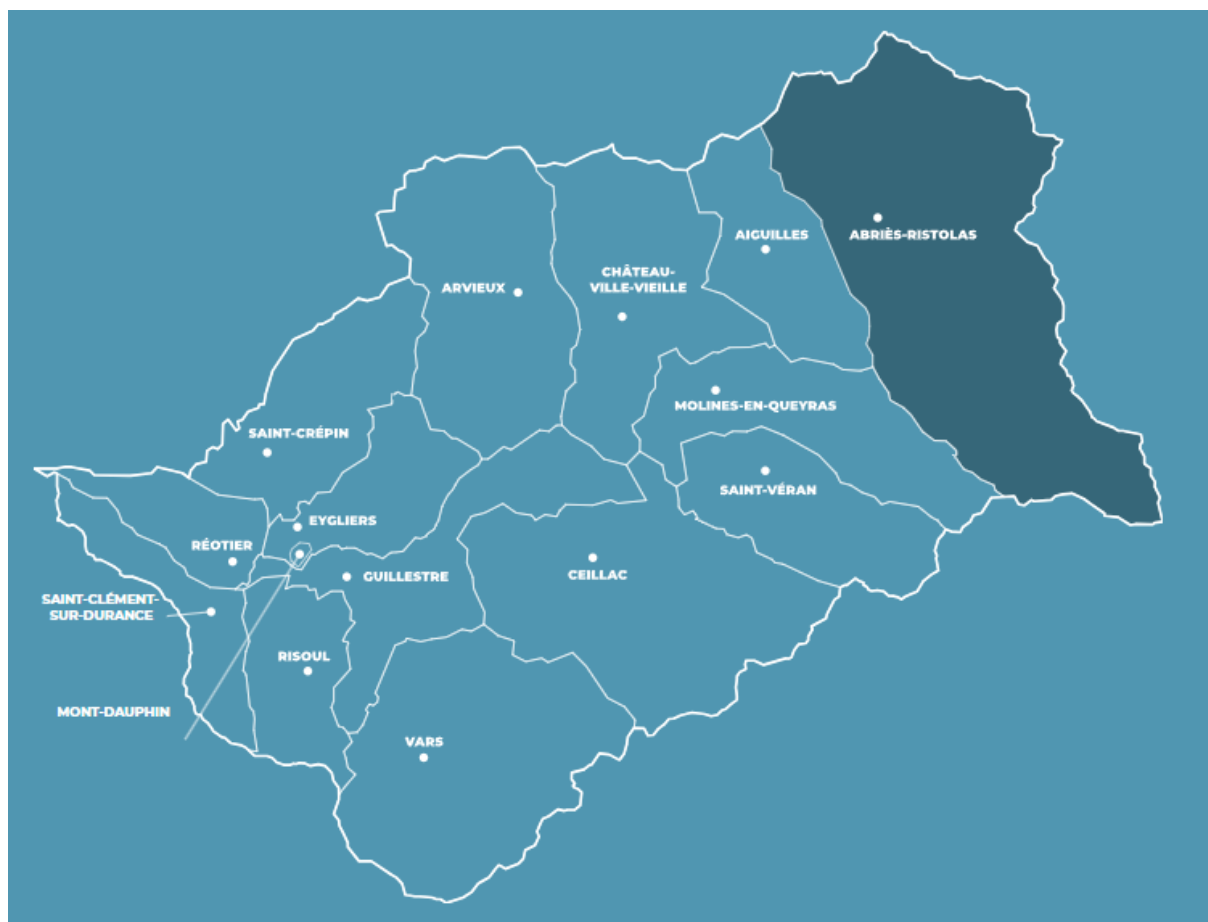 AIGUILLES
ABRIÈS-RISTOLAS
CHÂTEAU-
VILLE-VIEILLE
ARVIEUX
MOLINES-EN-QUEYRAS
SAINT-CRÉPIN
SAINT-VÉRAN
EYGLIERS
RÉOTIER
GUILLESTRE
CEILLAC
SAINT-CLÉMENT-
SUR-DURANCE
RISOUL
MONT-DAUPHIN
VARS